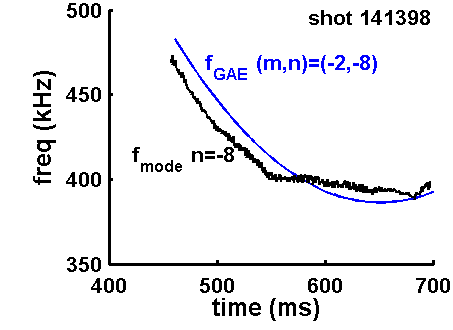 500
shot 141398
f_GAE (m,n)=(-2,-8)
450
freq (kHz)
f_mode n=-8
400
350
400 500 600 700
time (ms)